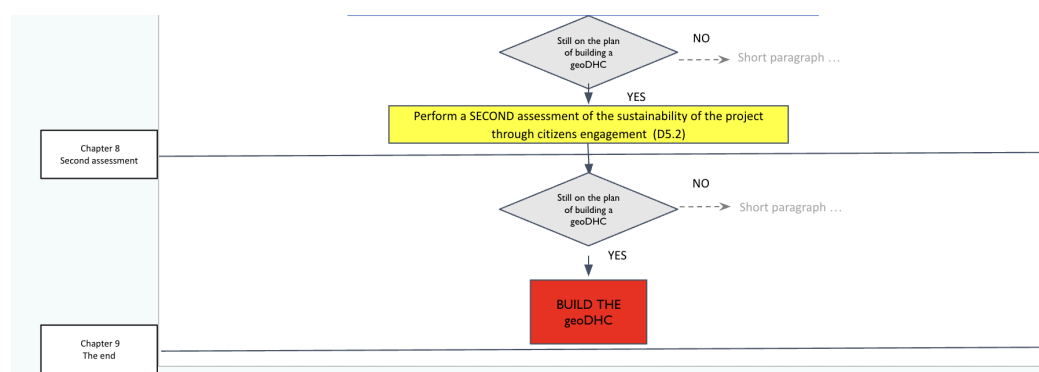 Still on the plan
of building a
geoDHC
NO
Short paragraph ...
YES
Perform a SECOND assessment of the sustainability of the project
through citizens engagement (D5.2)
Chapter 8
Second assessment
Still on the plan
of building a
geoDHC
NO
Short paragraph ...
YES
BUILD THE
geoDHC
Chapter 9
The end